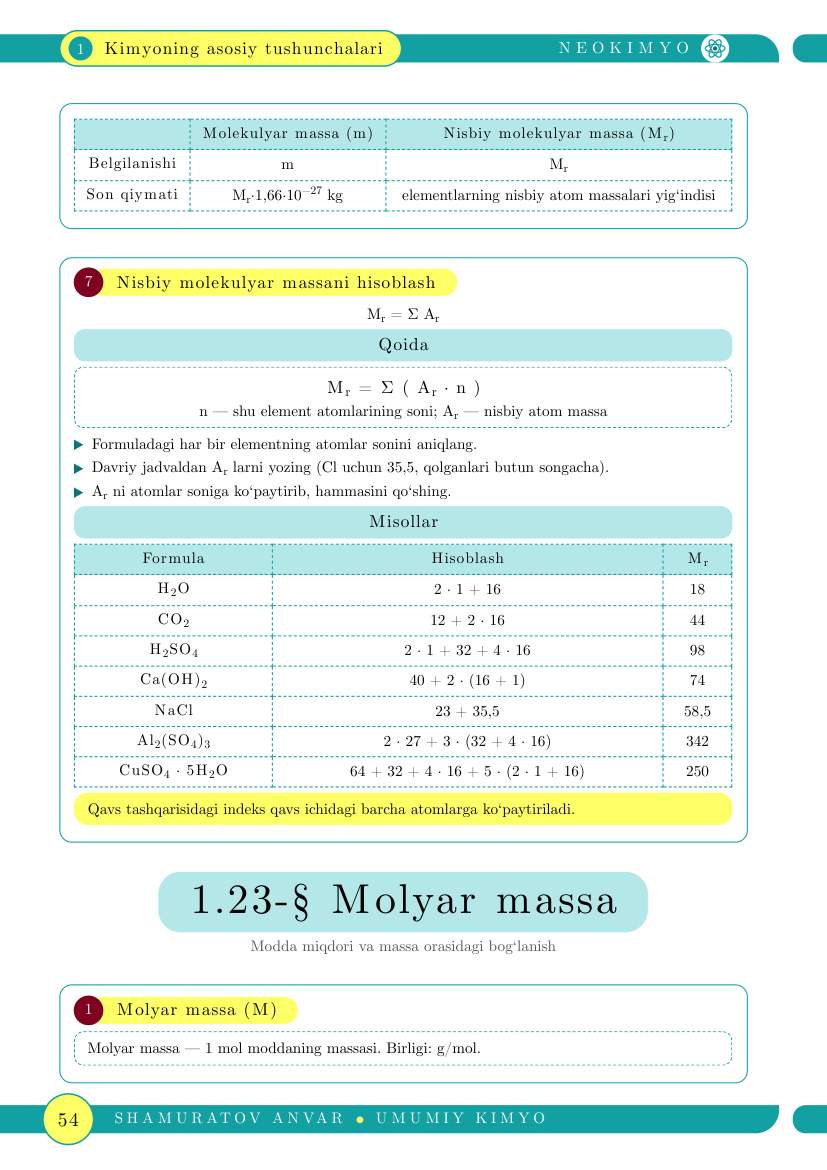 1 Kimyoning asosiy tushunchalari NEOKIMYO
Molekulyar massa (m) Nisbiy molekulyar massa (Mᵣ)
Belgilanishi m Mᵣ
Son qiymati Mᵣ·1,66·10⁻²⁷ kg elementlarning nisbiy atom massalari yig‘indisi
7 Nisbiy molekulyar massani hisoblash
Mᵣ = Σ Aᵣ
Qoida
Mᵣ = Σ ( Aᵣ · n )
n — shu element atomlarining soni; Aᵣ — nisbiy atom massa
▶ Formuladagi har bir elementning atomlar sonini aniqlang.
▶ Davriy jadvaldan Aᵣ larni yozing (Cl uchun 35,5, qolganlari butun songacha).
▶ Aᵣ ni atomlar soniga ko‘paytirib, hammasini qo‘shing.
Misollar
Formula Hisoblash Mᵣ
H₂O 2 · 1 + 16 18
CO₂ 12 + 2 · 16 44
H₂SO₄ 2 · 1 + 32 + 4 · 16 98
Ca(OH)₂ 40 + 2 · (16 + 1) 74
NaCl 23 + 35,5 58,5
Al₂(SO₄)₃ 2 · 27 + 3 · (32 + 4 · 16) 342
CuSO₄ · 5H₂O 64 + 32 + 4 · 16 + 5 · (2 · 1 + 16) 250
Qavs tashqarisidagi indeks qavs ichidagi barcha atomlarga ko‘paytiriladi.
1.23-§ Molyar massa
Modda miqdori va massa orasidagi bog‘lanish
1 Molyar massa (M)
Molyar massa — 1 mol moddaning massasi. Birligi: g/mol.
54 SHAMURATOV ANVAR • UMUMIY KIMYO